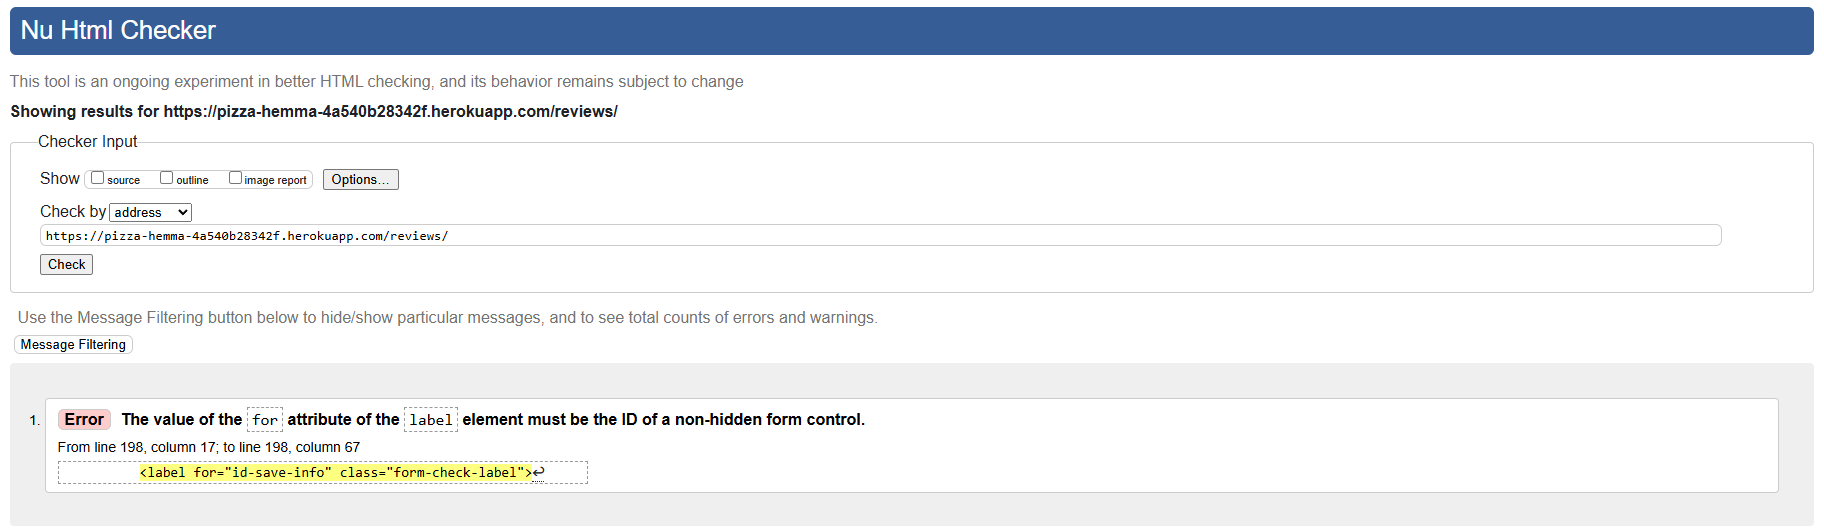 Nu Html Checker
This tool is an ongoing experiment in better HTML checking, and its behavior remains subject to change
Showing results for https://pizza-hemma-4a540b28342f.herokuapp.com/reviews/
Checker Input
Show source outline image report Options...
Check by address
https://pizza-hemma-4a540b28342f.herokuapp.com/reviews/
Check
Use the Message Filtering button below to hide/show particular messages, and to see total counts of errors and warnings.
Message Filtering
1. Error The value of the for attribute of the label element must be the ID of a non-hidden form control.
From line 198, column 17; to line 198, column 67
<label for="id-save-info" class="form-check-label">↩